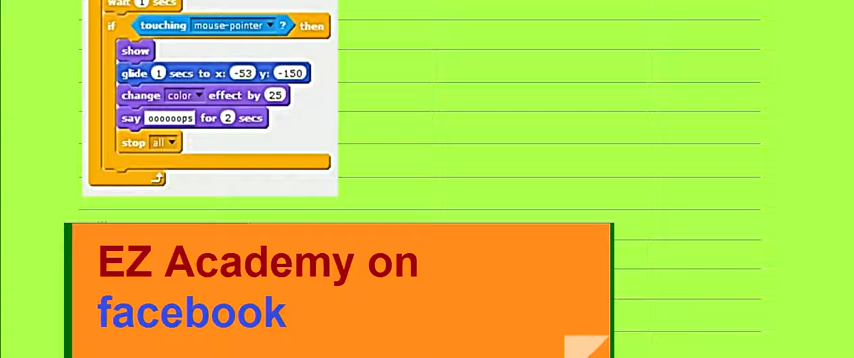 wait 1 secs
if touching mouse-pointer ? then
show
glide 1 secs to x: -53 y: -150
change color effect by 25
say oooooops for 2 secs
stop all
EZ Academy on
facebook